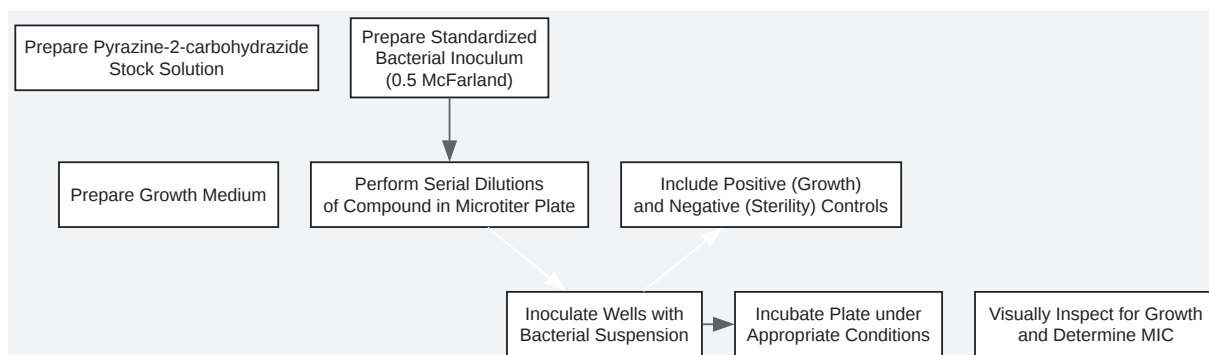 Prepare Pyrazine-2-carbohydrazide
Stock Solution
Prepare Standardized
Bacterial Inoculum
(0.5 McFarland)
Prepare Growth Medium
Perform Serial Dilutions
of Compound in Microtiter Plate
Include Positive (Growth)
and Negative (Sterility) Controls
Inoculate Wells with
Bacterial Suspension
Incubate Plate under
Appropriate Conditions
Visually Inspect for Growth
and Determine MIC